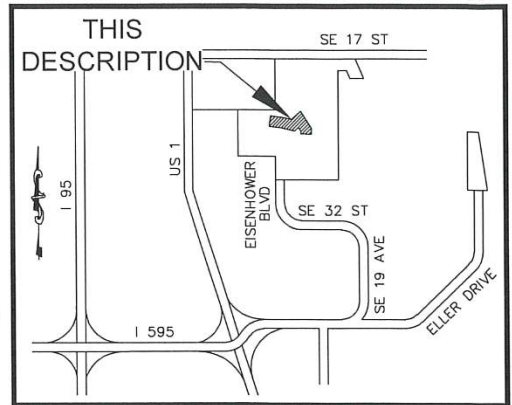 THIS
DESCRIPTION
SE 17 ST
US 1
I 95
EISENHOWER
BLVD
SE 32 ST
SE 19 AVE
ELLER DRIVE
I 595